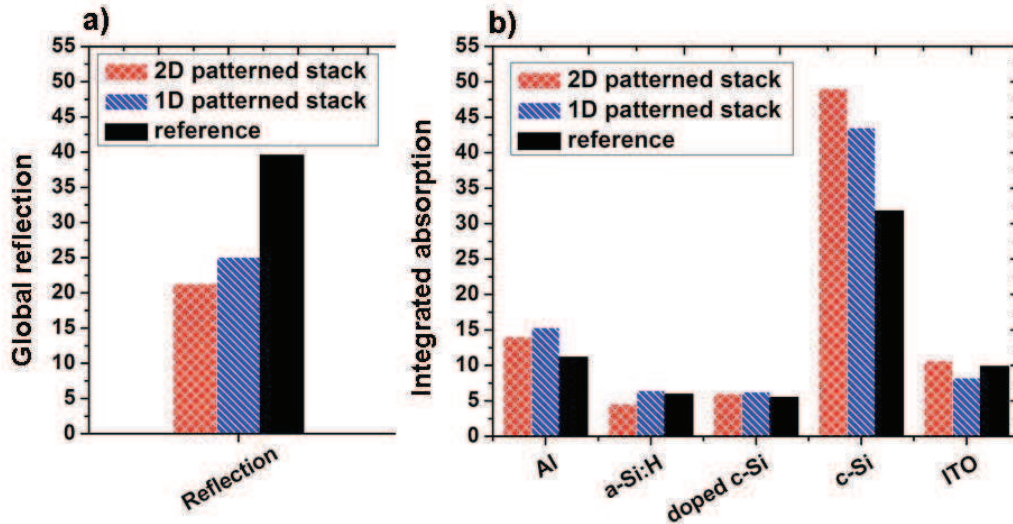 a)
55
50
45
40
35
30
25
20
15
10
5
0
Global reflection
2D patterned stack
1D patterned stack
reference
Reflection
b)
55
50
45
40
35
30
25
20
15
10
5
0
Integrated absorption
2D patterned stack
1D patterned stack
reference
Al
a-Si:H
doped c-Si
c-Si
ITO